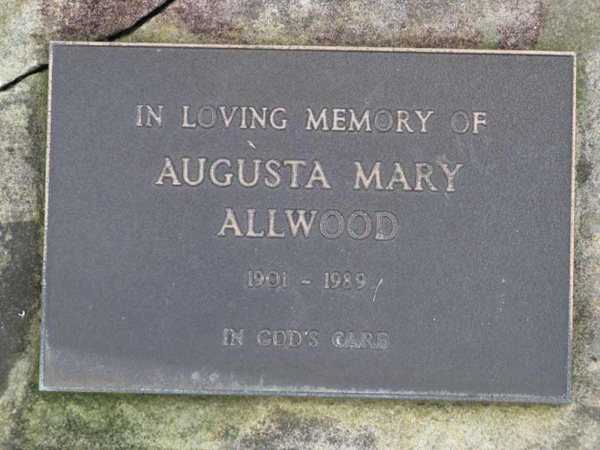 IN LOVING MEMORY OF
AUGUSTA MARY
ALLWOOD
1901 - 1989
IN GOD'S CARE